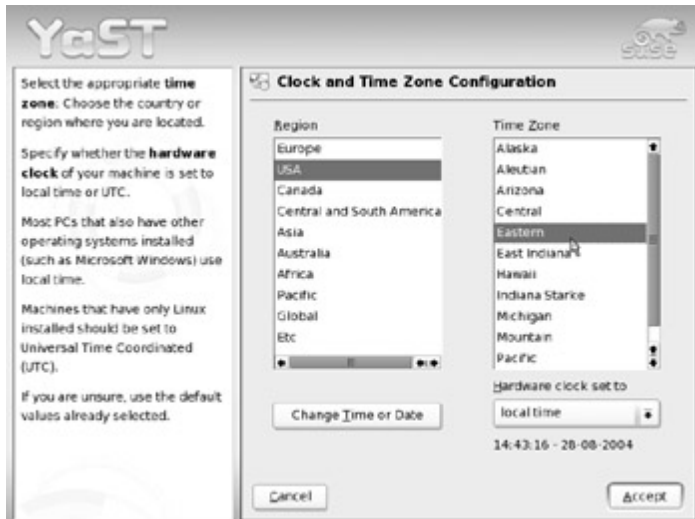 YaST
SUSE
Select the appropriate time
zone: Choose the country or
region where you are located.
Specify whether the hardware
clock of your machine is set to
local time or UTC.
Most PCs that also have other
operating systems installed
(such as Microsoft Windows) use
local time.
Machines that have only Linux
installed should be set to
Universal Time Coordinated
(UTC).
If you are unsure, use the default
values already selected.
Clock and Time Zone Configuration
Region
Europe
USA
Canada
Central and South America
Asia
Australia
Africa
Pacific
Global
Etc
Change Time or Date
Time Zone
Alaska
Aleutian
Arizona
Central
Eastern
East Indiana
Hawaii
Indiana Starke
Michigan
Mountain
Pacific
Hardware clock set to
local time
14:43:16 - 28-08-2004
Cancel
Accept